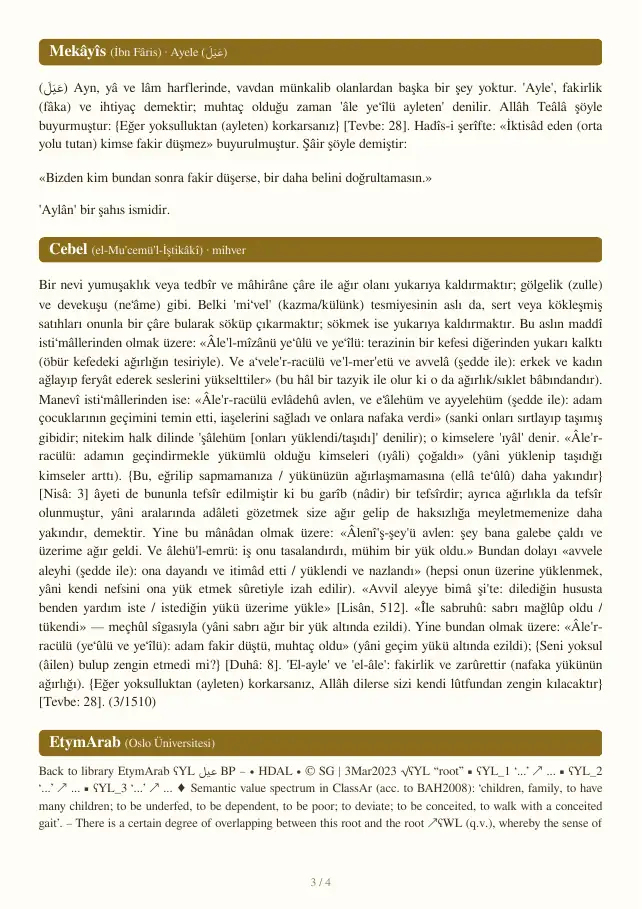 Mekâyîs (İbn Fâris) · Ayele (عَيَلَ)
(عَيَلَ) Ayn, yâ ve lâm harflerinde, vavdan münkalib olanlardan başka bir şey yoktur. 'Ayle', fakirlik
(fâka) ve ihtiyaç demektir; muhtaç olduğu zaman 'âle ye‘îlü ayleten' denilir. Allâh Teâlâ şöyle
buyurmuştur: {Eğer yoksulluktan (ayleten) korkarsanız} [Tevbe: 28]. Hadîs-i şerîfte: «İktisâd eden (orta
yolu tutan) kimse fakir düşmez» buyurulmuştur. Şâir şöyle demiştir:
«Bizden kim bundan sonra fakir düşerse, bir daha belini doğrultamasın.»
'Aylân' bir şahıs ismidir.
Cebel (el-Mu'cemü'l-İştikâkî) · mihver
Bir nevi yumuşaklık veya tedbîr ve mâhirâne çâre ile ağır olanı yukarıya kaldırmaktır; gölgelik (zulle)
ve devekuşu (ne‘âme) gibi. Belki 'mi‘vel' (kazma/külünk) tesmiyesinin aslı da, sert veya kökleşmiş
satıhları onunla bir çâre bularak söküp çıkarmaktır; sökmek ise yukarıya kaldırmaktır. Bu aslın maddî
isti‘mâllerinden olmak üzere: «Âle'l-mîzânü ye‘ûlü ve ye‘îlü: terazinin bir kefesi diğerinden yukarı kalktı
(öbür kefedeki ağırlığın tesiriyle). Ve a‘vele'r-racülü ve'l-mer'etü ve avvelâ (şedde ile): erkek ve kadın
ağlayıp feryât ederek seslerini yükselttiler» (bu hâl bir tazyik ile olur ki o da ağırlık/sıklet bâbındandır).
Manevî isti‘mâllerinden ise: «Âle'r-racülü evlâdehû avlen, ve e‘âlehüm ve ayyelehüm (şedde ile): adam
çocuklarının geçimini temin etti, iaşelerini sağladı ve onlara nafaka verdi» (sanki onları sırtlayıp taşımış
gibidir; nitekim halk dilinde 'şâlehüm [onları yüklendi/taşıdı]' denilir); o kimselere 'ıyâl' denir. «Âle'r-
racülü: adamın geçindirmekle yükümlü olduğu kimseleri (ıyâli) çoğaldı» (yâni yüklenip taşıdığı
kimseler arttı). {Bu, eğrilip sapmamanıza / yükünüzün ağırlaşmamasına (ellâ te‘ûlû) daha yakındır}
[Nisâ: 3] âyeti de bununla tefsîr edilmiştir ki bu garîb (nâdir) bir tefsîrdir; ayrıca ağırlıkla da tefsîr
olunmuştur, yâni aralarında adâleti gözetmek size ağır gelip de haksızlığa meyletmemenize daha
yakındır, demektir. Yine bu mânâdan olmak üzere: «Âlenî'ş-şey'ü avlen: şey bana galebe çaldı ve
üzerime ağır geldi. Ve âlehü'l-emrü: iş onu tasalandırdı, mühim bir yük oldu.» Bundan dolayı «avvele
aleyhi (şedde ile): ona dayandı ve itimâd etti / yüklendi ve nazlandı» (hepsi onun üzerine yüklenmek,
yâni kendi nefsini ona yük etmek sûretiyle izah edilir). «Avvil aleyye bimâ şi'te: dilediğin hususta
benden yardım iste / istediğin yükü üzerime yükle» [Lisân, 512]. «Île sabruhû: sabrı mağlûp oldu /
tükendi» — meçhûl sîgasıyla (yâni sabrı ağır bir yük altında ezildi). Yine bundan olmak üzere: «Âle'r-
racülü (ye‘ûlü ve ye‘îlü): adam fakir düştü, muhtaç oldu» (yâni geçim yükü altında ezildi); {Seni yoksul
(âilen) bulup zengin etmedi mi?} [Duhâ: 8]. 'El-ayle' ve 'el-âle': fakirlik ve zarûrettir (nafaka yükünün
ağırlığı). {Eğer yoksulluktan (ayleten) korkarsanız, Allâh dilerse sizi kendi lûtfundan zengin kılacaktır}
[Tevbe: 28]. (3/1510)
EtymArab (Oslo Üniversitesi)
Back to library EtymArab ʕYL عيل BP – • HDAL • © SG | 3Mar2023 √ʕYL “root” ▪ ʕYL_1 ‘...’ ↗ ... ▪ ʕYL_2
‘...’ ↗ ... ▪ ʕYL_3 ‘...’ ↗ ... ♦ Semantic value spectrum in ClassAr (acc. to BAH2008): ‘children, family, to have
many children; to be underfed, to be dependent, to be poor; to deviate; to be conceited, to walk with a conceited
gait’. – There is a certain degree of overlapping between this root and the root ↗ʕWL (q.v.), whereby the sense of
3 / 4